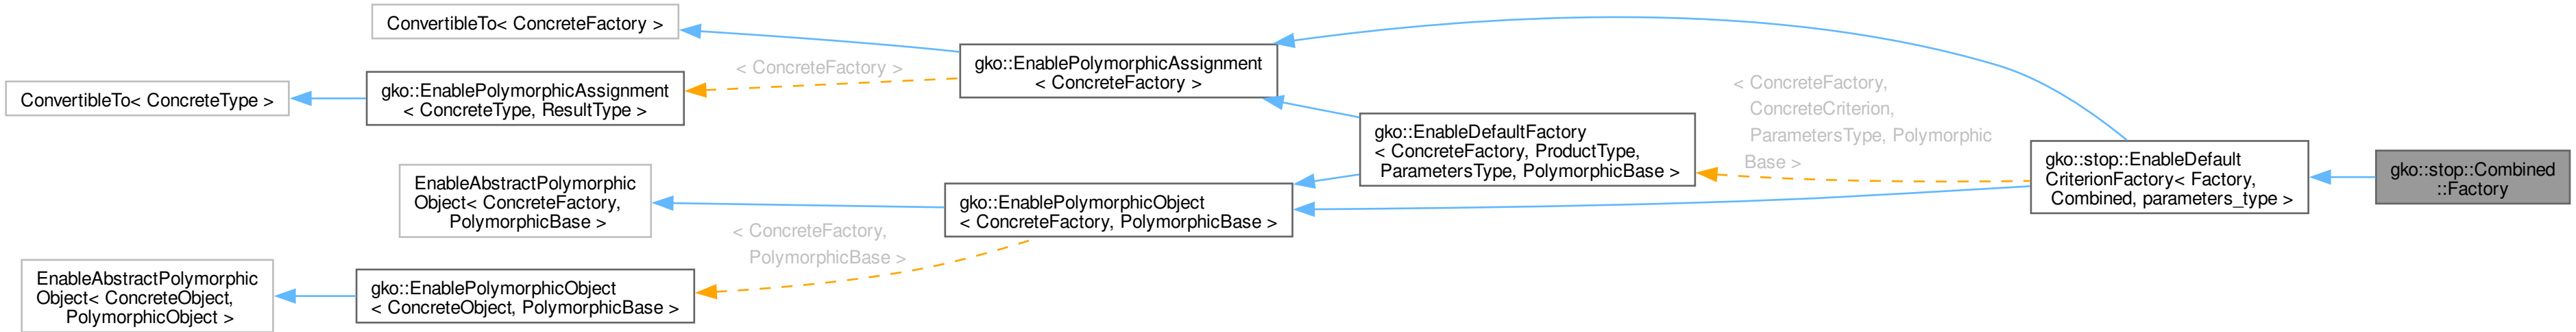 ConvertibleTo< ConcreteFactory >
ConvertibleTo< ConcreteType >
gko::EnablePolymorphicAssignment
< ConcreteType, ResultType >
< ConcreteFactory >
gko::EnablePolymorphicAssignment
< ConcreteFactory >
EnableAbstractPolymorphic
Object< ConcreteFactory,
PolymorphicBase >
EnableAbstractPolymorphic
Object< ConcreteObject,
PolymorphicObject >
gko::EnablePolymorphicObject
< ConcreteObject, PolymorphicBase >
< ConcreteFactory,
PolymorphicBase >
gko::EnablePolymorphicObject
< ConcreteFactory, PolymorphicBase >
gko::EnableDefaultFactory
< ConcreteFactory, ProductType,
ParametersType, PolymorphicBase >
< ConcreteFactory,
ConcreteCriterion,
ParametersType, Polymorphic
Base >
gko::stop::EnableDefault
CriterionFactory< Factory,
Combined, parameters_type >
gko::stop::Combined
::Factory